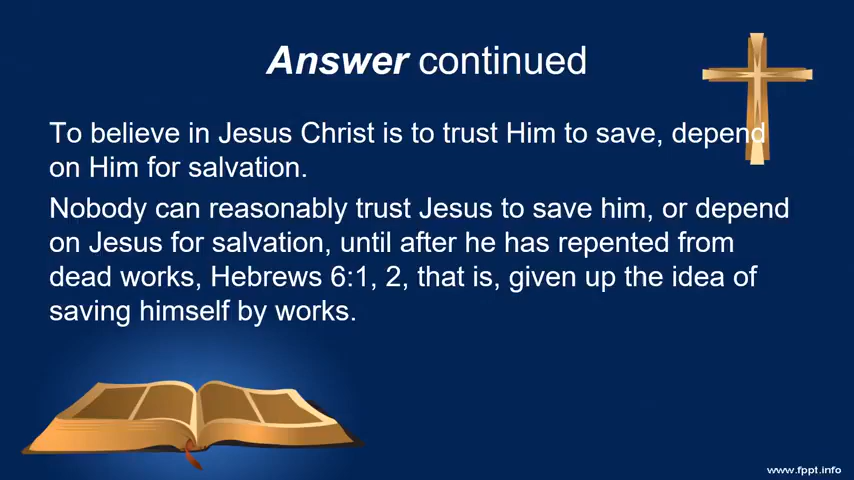 Answer continued
To believe in Jesus Christ is to trust Him to save, depend
on Him for salvation.
Nobody can reasonably trust Jesus to save him, or depend
on Jesus for salvation, until after he has repented from
dead works, Hebrews 6:1, 2, that is, given up the idea of
saving himself by works.
www.fppt.info